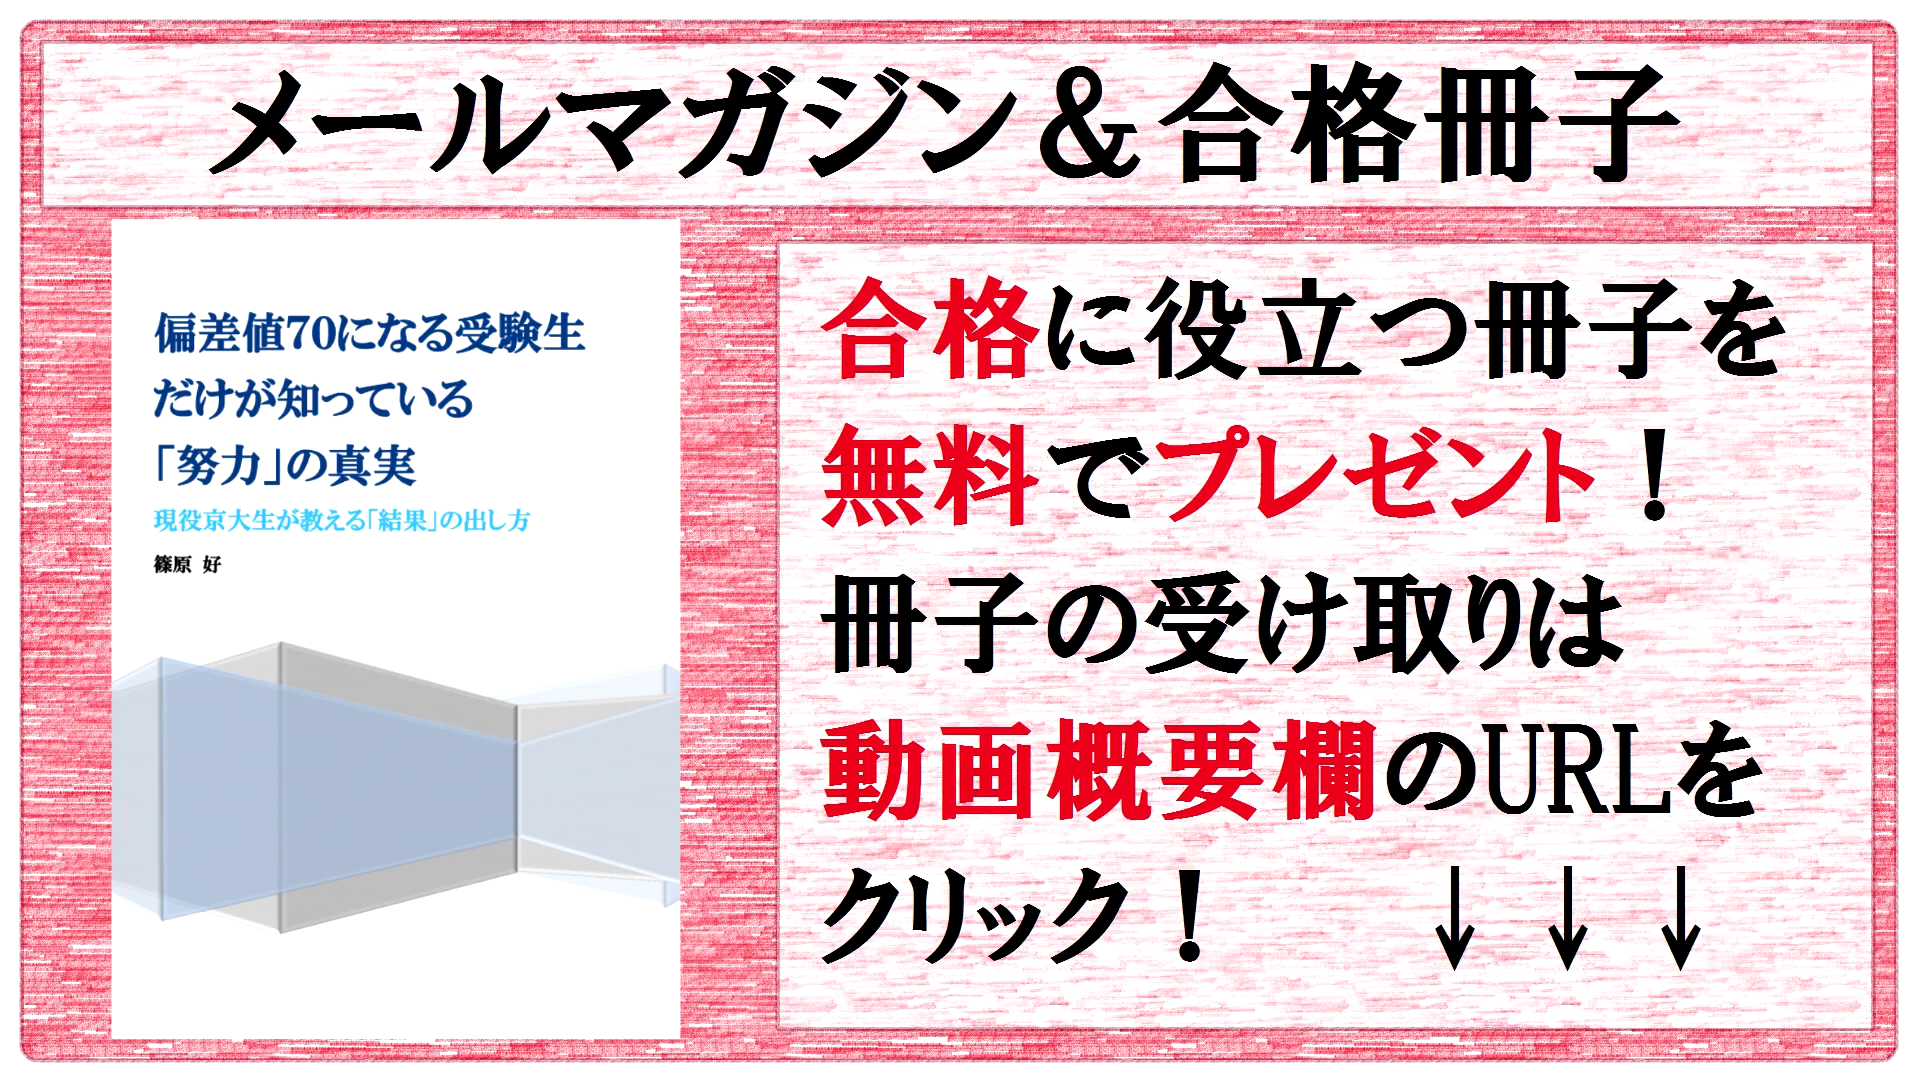 メールマガジン＆合格冊子
偏差値70になる受験生
だけが知っている
「努力」の真実
現役京大生が教える「結果」の出し方
篠原 好
合格に役立つ冊子を
無料でプレゼント！
冊子の受け取りは
動画概要欄のURLを
クリック！　　↓↓↓